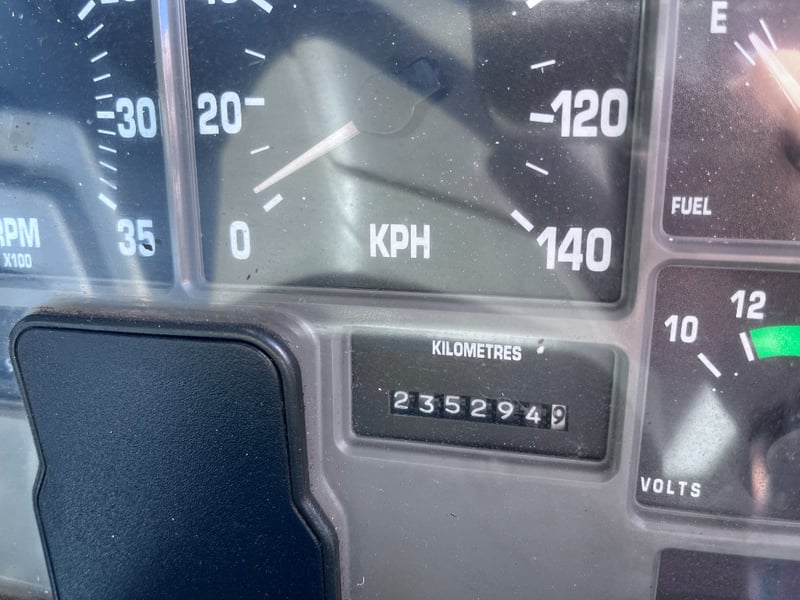 30
35
RPM
X100
20
0
KPH
120
140
E
FUEL
10
12
VOLTS
KILOMETRES
2352949